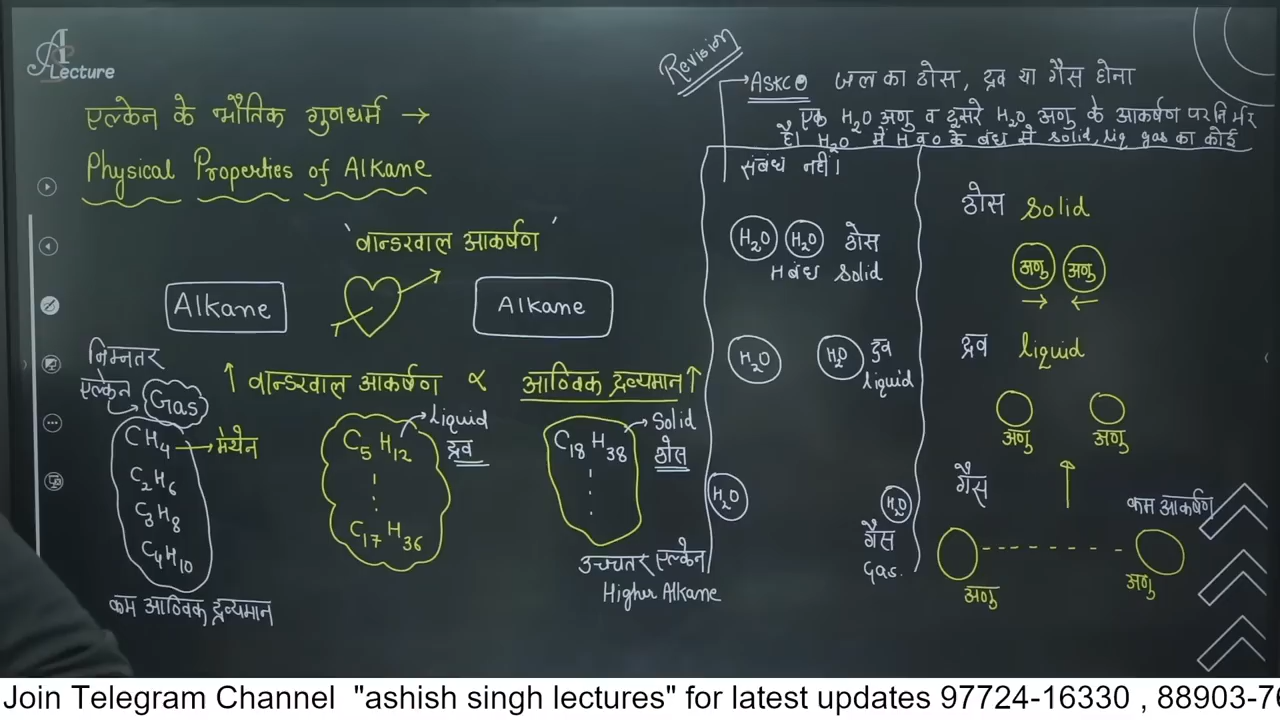 A Lecture
एल्केन के भौतिक गुणधर्म →
Physical Properties of Alkane
'वान्डरवाल आकर्षण'
Alkane
Alkane
↑ वान्डरवाल आकर्षण ∝ आण्विक द्रव्यमान ↑
निम्नतर
एल्केन
Gas
CH4 → मेथेन
C2H6
C3H8
C4H10
कम आण्विक द्रव्यमान
Liquid
द्रव
C5H12
C17H36
Solid
ठोस
C18H38
उच्चतर एल्केन
Higher Alkane
Revision
ASKCO जल का ठोस, द्रव या गैस होना
एक H2O अणु व दूसरे H2O अणु के आकर्षण पर निर्भर
है। H2O में H व O के बंध से solid, liq gas का कोई
संबंध नहीं।
H2O H2O ठोस
H बंध solid
H2O H2O द्रव
liquid
H2O H2O
गैस
Gas.
ठोस solid
अणु अणु
→ ←
द्रव liquid
अणु अणु
गैस
कम आकर्षण
अणु अणु
Join Telegram Channel "ashish singh lectures" for latest updates 97724-16330 , 88903-76